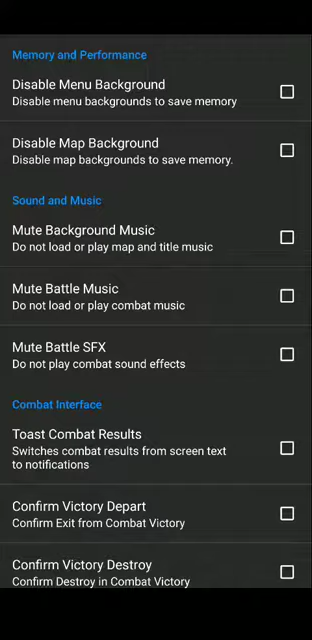 Memory and Performance
Disable Menu Background
Disable menu backgrounds to save memory
Disable Map Background
Disable map backgrounds to save memory.
Sound and Music
Mute Background Music
Do not load or play map and title music
Mute Battle Music
Do not load or play combat music
Mute Battle SFX
Do not play combat sound effects
Combat Interface
Toast Combat Results
Switches combat results from screen text
to notifications
Confirm Victory Depart
Confirm Exit from Combat Victory
Confirm Victory Destroy
Confirm Destroy in Combat Victory